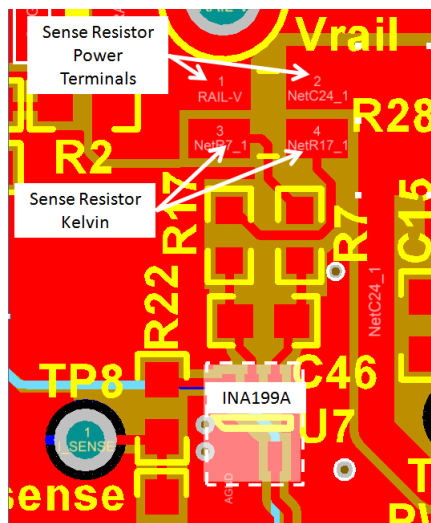 Sense Resistor
Power
Terminals
Vrail
1
RAIL-V
2
NetC24_1
R28
3
NetR7_1
4
NetR17_1
R2
Sense Resistor
Kelvin
R17
R7
C15
NetC24_1
R22
TP8
C46
INA199A
U7
1
I_SENSE
AGND
sense